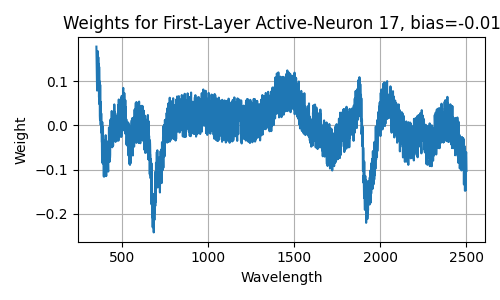 Weights for First-Layer Active-Neuron 17, bias=-0.01
0.1
0.0
−0.1
−0.2
Weight
500 1000 1500 2000 2500
Wavelength